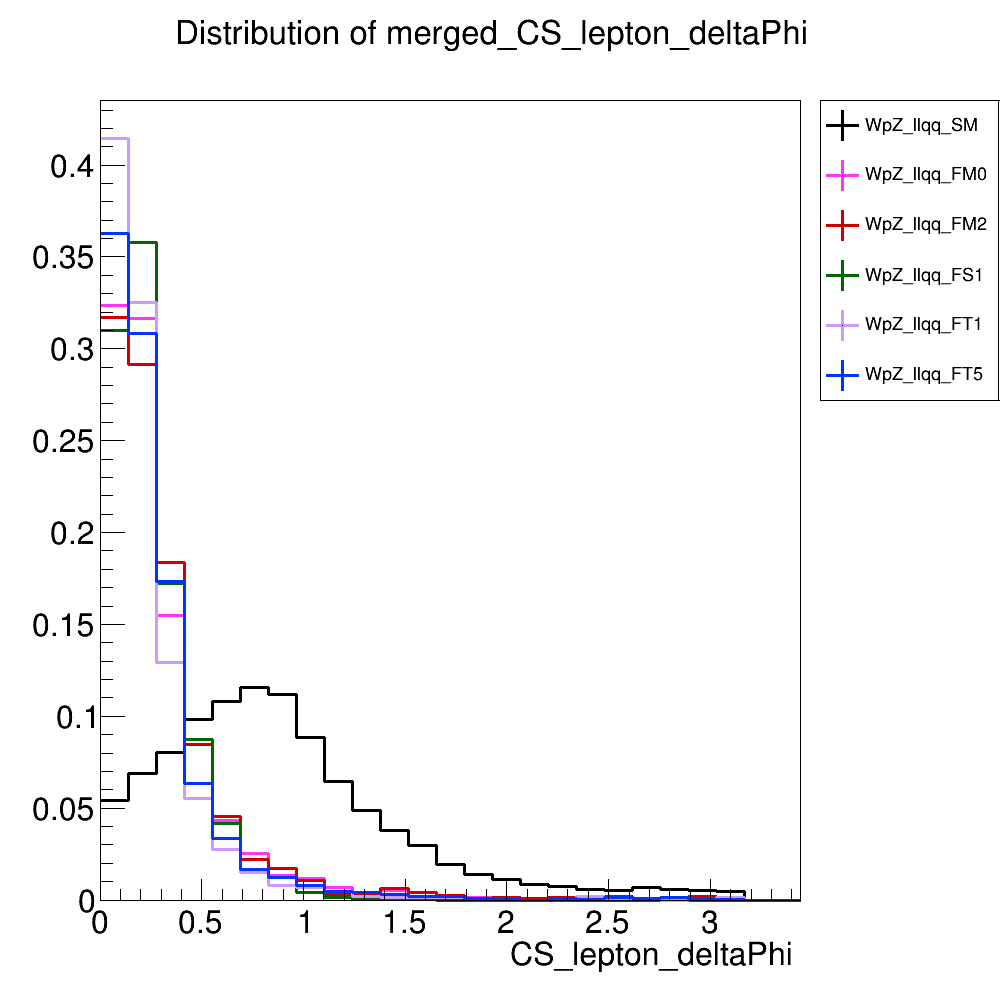 Distribution of merged_CS_lepton_deltaPhi
WpZ_llqq_SM
WpZ_llqq_FM0
WpZ_llqq_FM2
WpZ_llqq_FS1
WpZ_llqq_FT1
WpZ_llqq_FT5
0.4
0.35
0.3
0.25
0.2
0.15
0.1
0.05
0
0 0.5 1 1.5 2 2.5 3
CS_lepton_deltaPhi